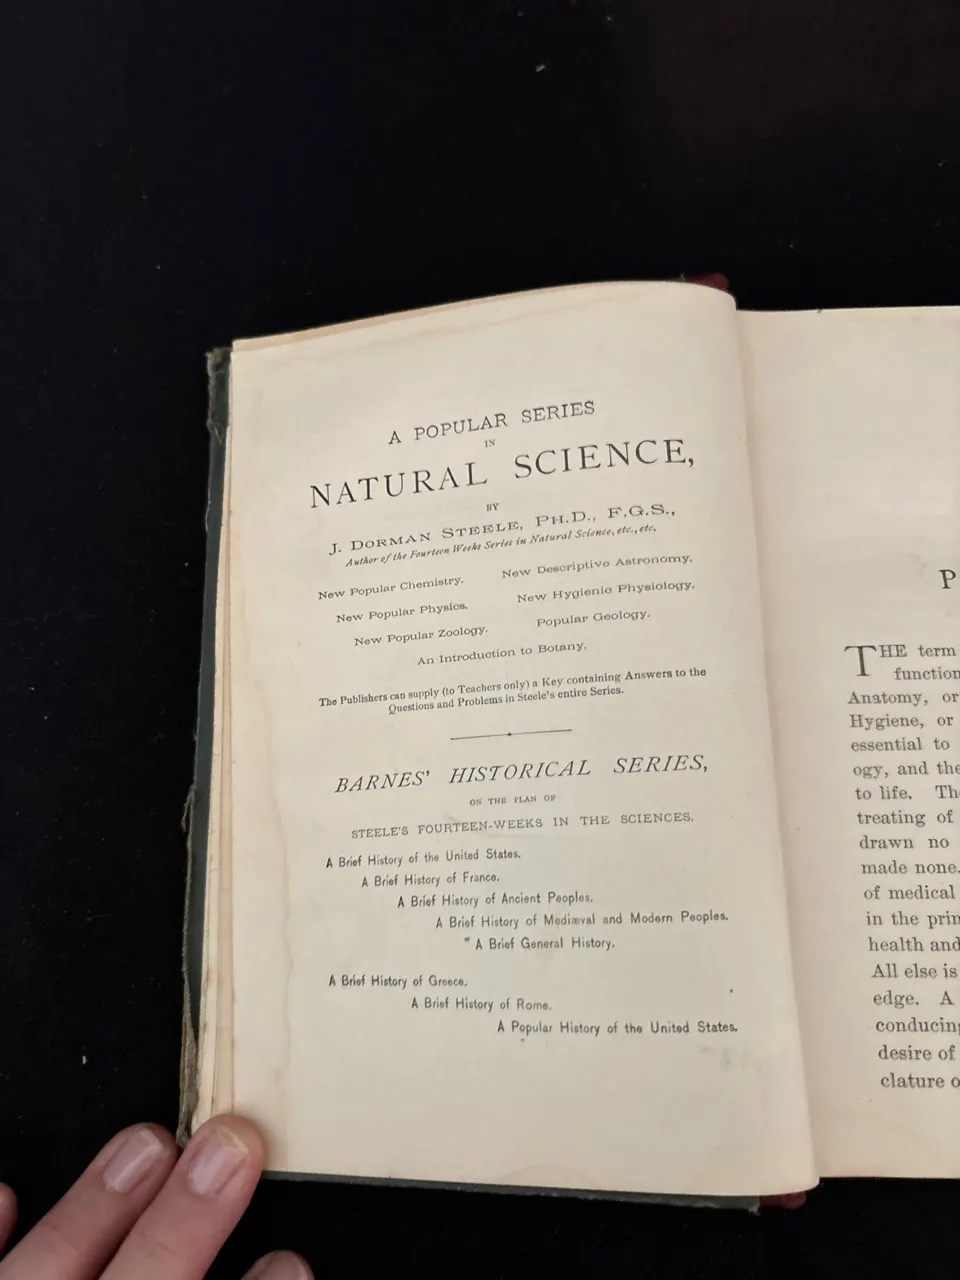 A POPULAR SERIES
IN
NATURAL SCIENCE,
BY
J. DORMAN STEELE, PH.D., F.G.S.,
Author of the Fourteen Weeks Series in Natural Science, etc., etc.
New Popular Chemistry. New Descriptive Astronomy.
New Popular Physics. New Hygienic Physiology.
New Popular Zoology. Popular Geology.
An Introduction to Botany.
The Publishers can supply (to Teachers only) a Key containing Answers to the
Questions and Problems in Steele's entire Series.
BARNES' HISTORICAL SERIES,
ON THE PLAN OF
STEELE'S FOURTEEN-WEEKS IN THE SCIENCES.
A Brief History of the United States.
A Brief History of France.
A Brief History of Ancient Peoples.
A Brief History of Mediæval and Modern Peoples.
A Brief General History.
A Brief History of Greece.
A Brief History of Rome.
A Popular History of the United States.
P
THE term
function
Anatomy, or
Hygiene, or
essential to
ogy, and the
to life. Th
treating of
drawn no
made none.
of medical
in the prin
health and
All else is
edge. A
conducing
desire of
clature o